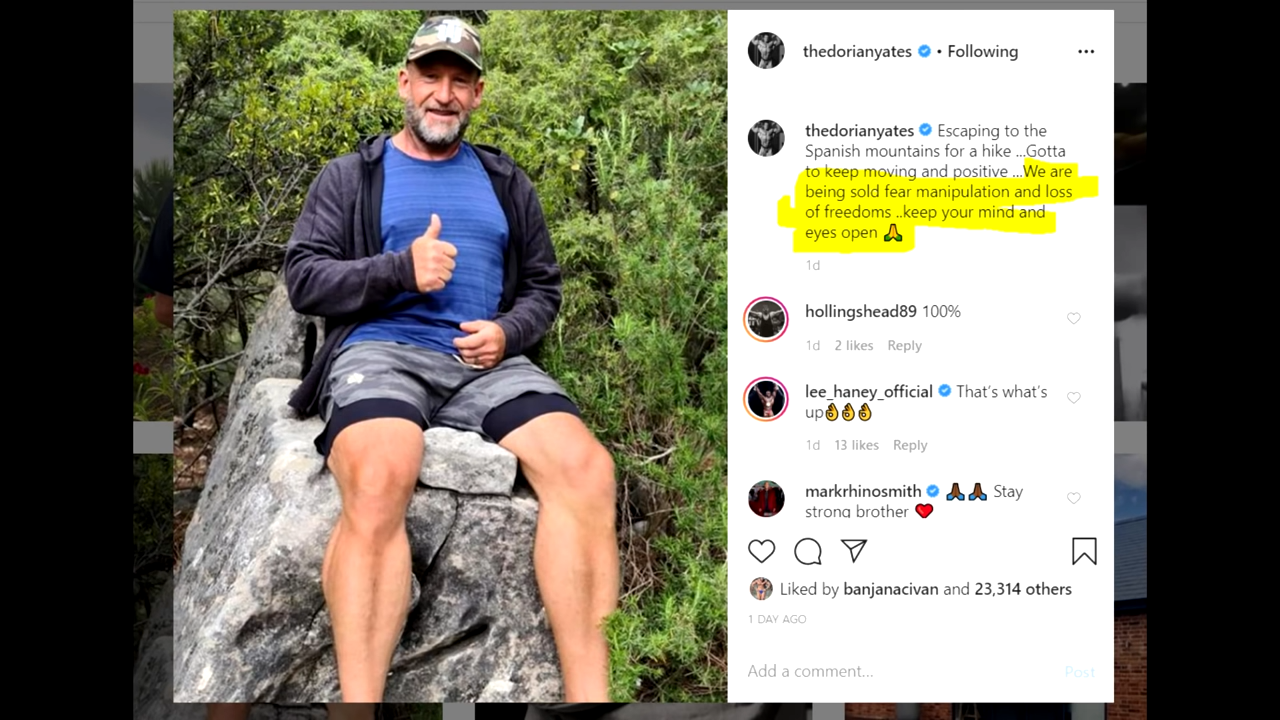 thedorianyates • Following
thedorianyates Escaping to the
Spanish mountains for a hike ...Gotta
to keep moving and positive ...We are
being sold fear manipulation and loss
of freedoms ..keep your mind and
eyes open 🙏
1d
hollingshead89 100%
1d 2 likes Reply
lee_haney_official That's what's
up👌👌👌
1d 13 likes Reply
markrhinosmith 🙏🏾🙏🏾 Stay
strong brother ❤️
Liked by banjanacivan and 23,314 others
1 DAY AGO
Add a comment... Post